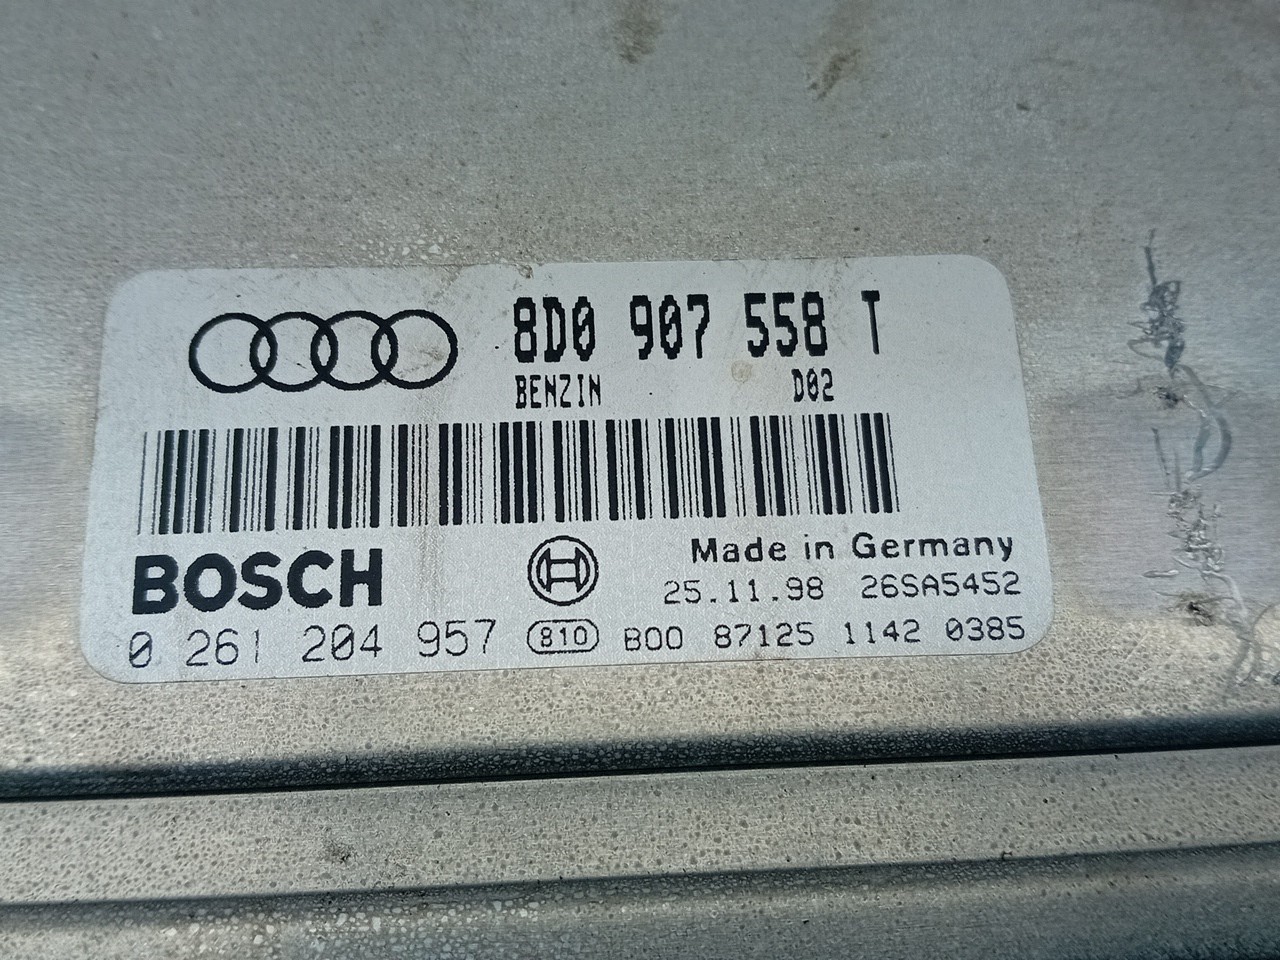 8D0 907 558 T
BENZIN D02
BOSCH
Made in Germany
25.11.98 26SA5452
0 261 204 957 810 B00 87125 1142 0385